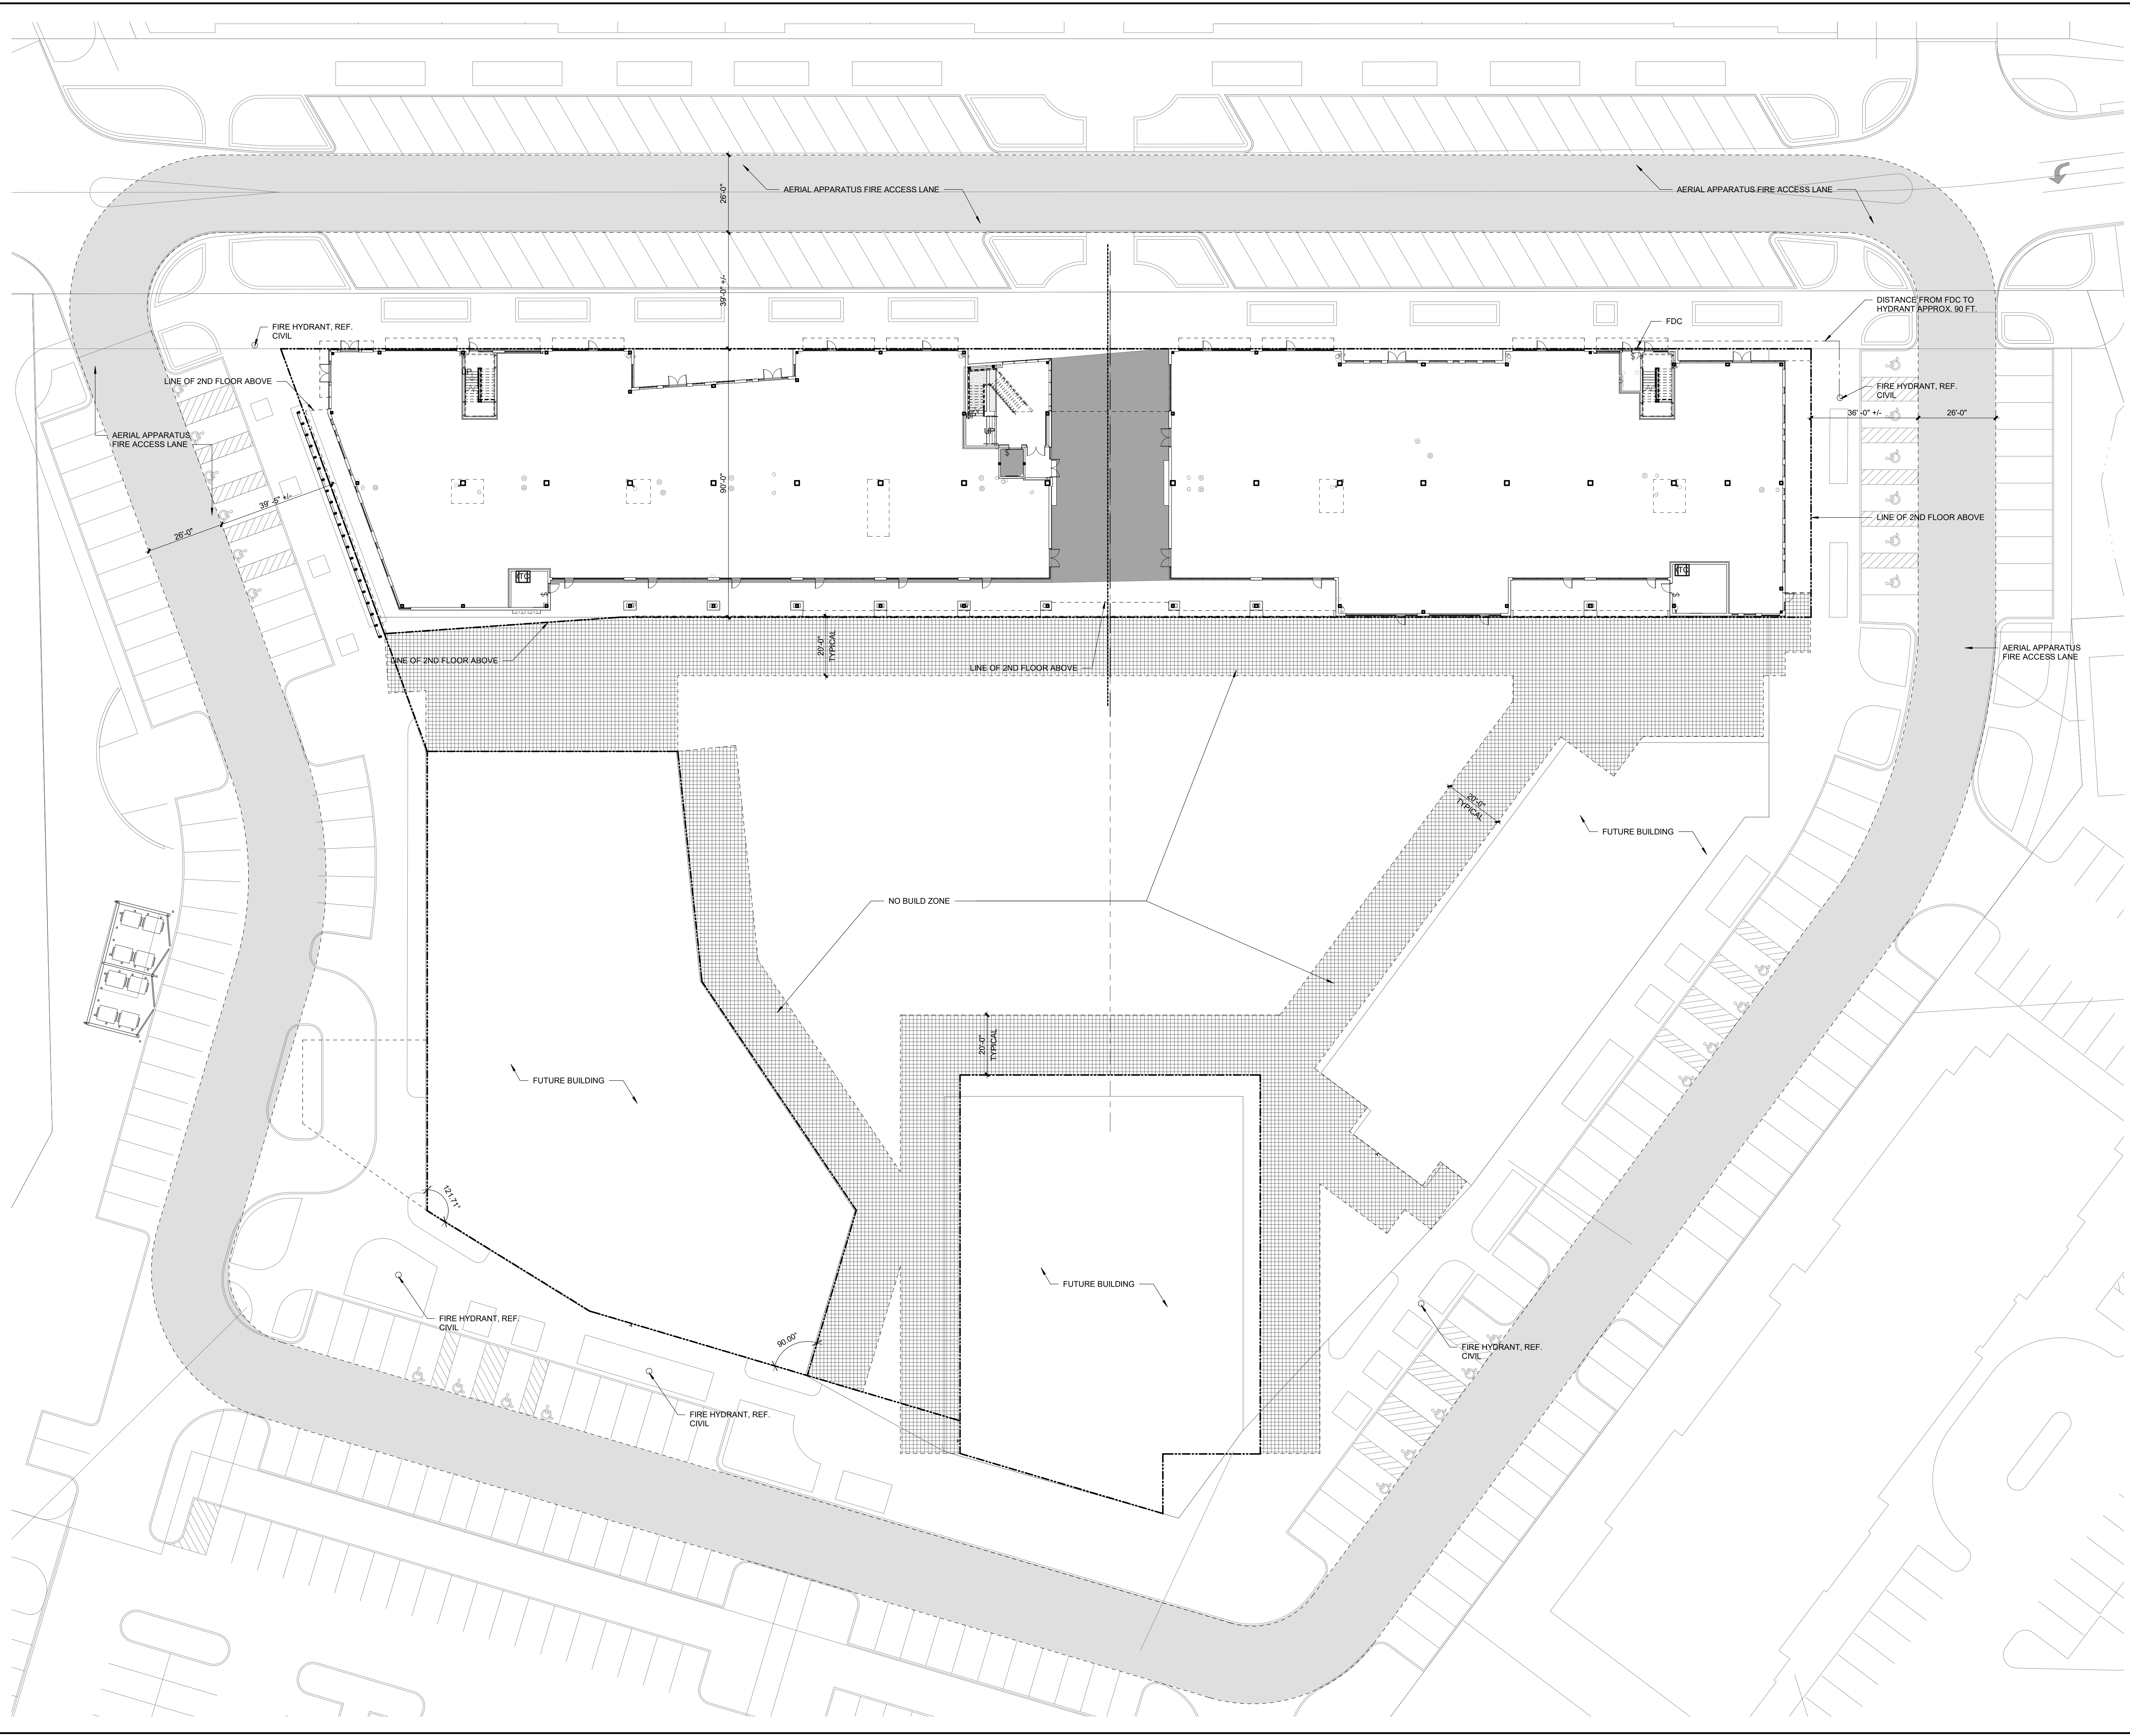 26'-0"
AERIAL APPARATUS FIRE ACCESS LANE
AERIAL APPARATUS FIRE ACCESS LANE
39'-0" +/-
DISTANCE FROM FDC TO
HYDRANT APPROX. 90 FT.
FIRE HYDRANT, REF.
CIVIL
FDC
UP
LINE OF 2ND FLOOR ABOVE
FIRE HYDRANT, REF.
CIVIL
36' -0" +/-
26'-0"
AERIAL APPARATUS
FIRE ACCESS LANE
UP
90'-0"
39' -5" +/-
26'-0"
LINE OF 2ND FLOOR ABOVE
TC
TC
20'-0"
TYPICAL
LINE OF 2ND FLOOR ABOVE
LINE OF 2ND FLOOR ABOVE
AERIAL APPARATUS
FIRE ACCESS LANE
20'-0"
TYPICAL
FUTURE BUILDING
NO BUILD ZONE
20'-0"
TYPICAL
FUTURE BUILDING
121.71°
FUTURE BUILDING
FIRE HYDRANT, REF.
CIVIL
90.00°
FIRE HYDRANT, REF.
CIVIL
FIRE HYDRANT, REF.
CIVIL